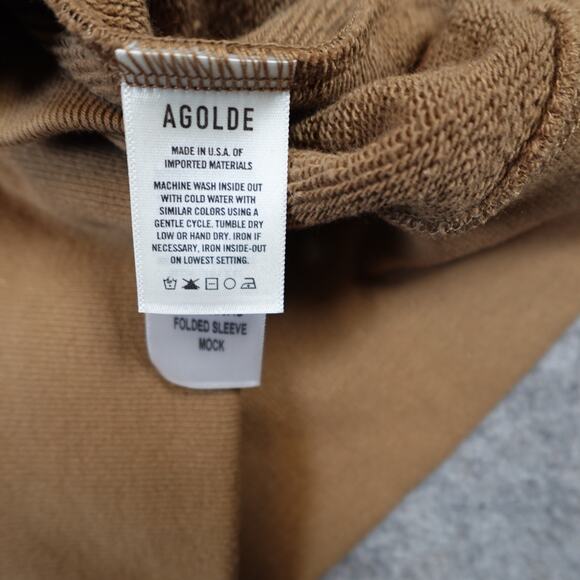 AGOLDE
MADE IN U.S.A. OF
IMPORTED MATERIALS
MACHINE WASH INSIDE OUT
WITH COLD WATER WITH
SIMILAR COLORS USING A
GENTLE CYCLE. TUMBLE DRY
LOW OR HAND DRY. IRON IF
NECESSARY, IRON INSIDE-OUT
ON LOWEST SETTING.
FOLDED SLEEVE
MOCK